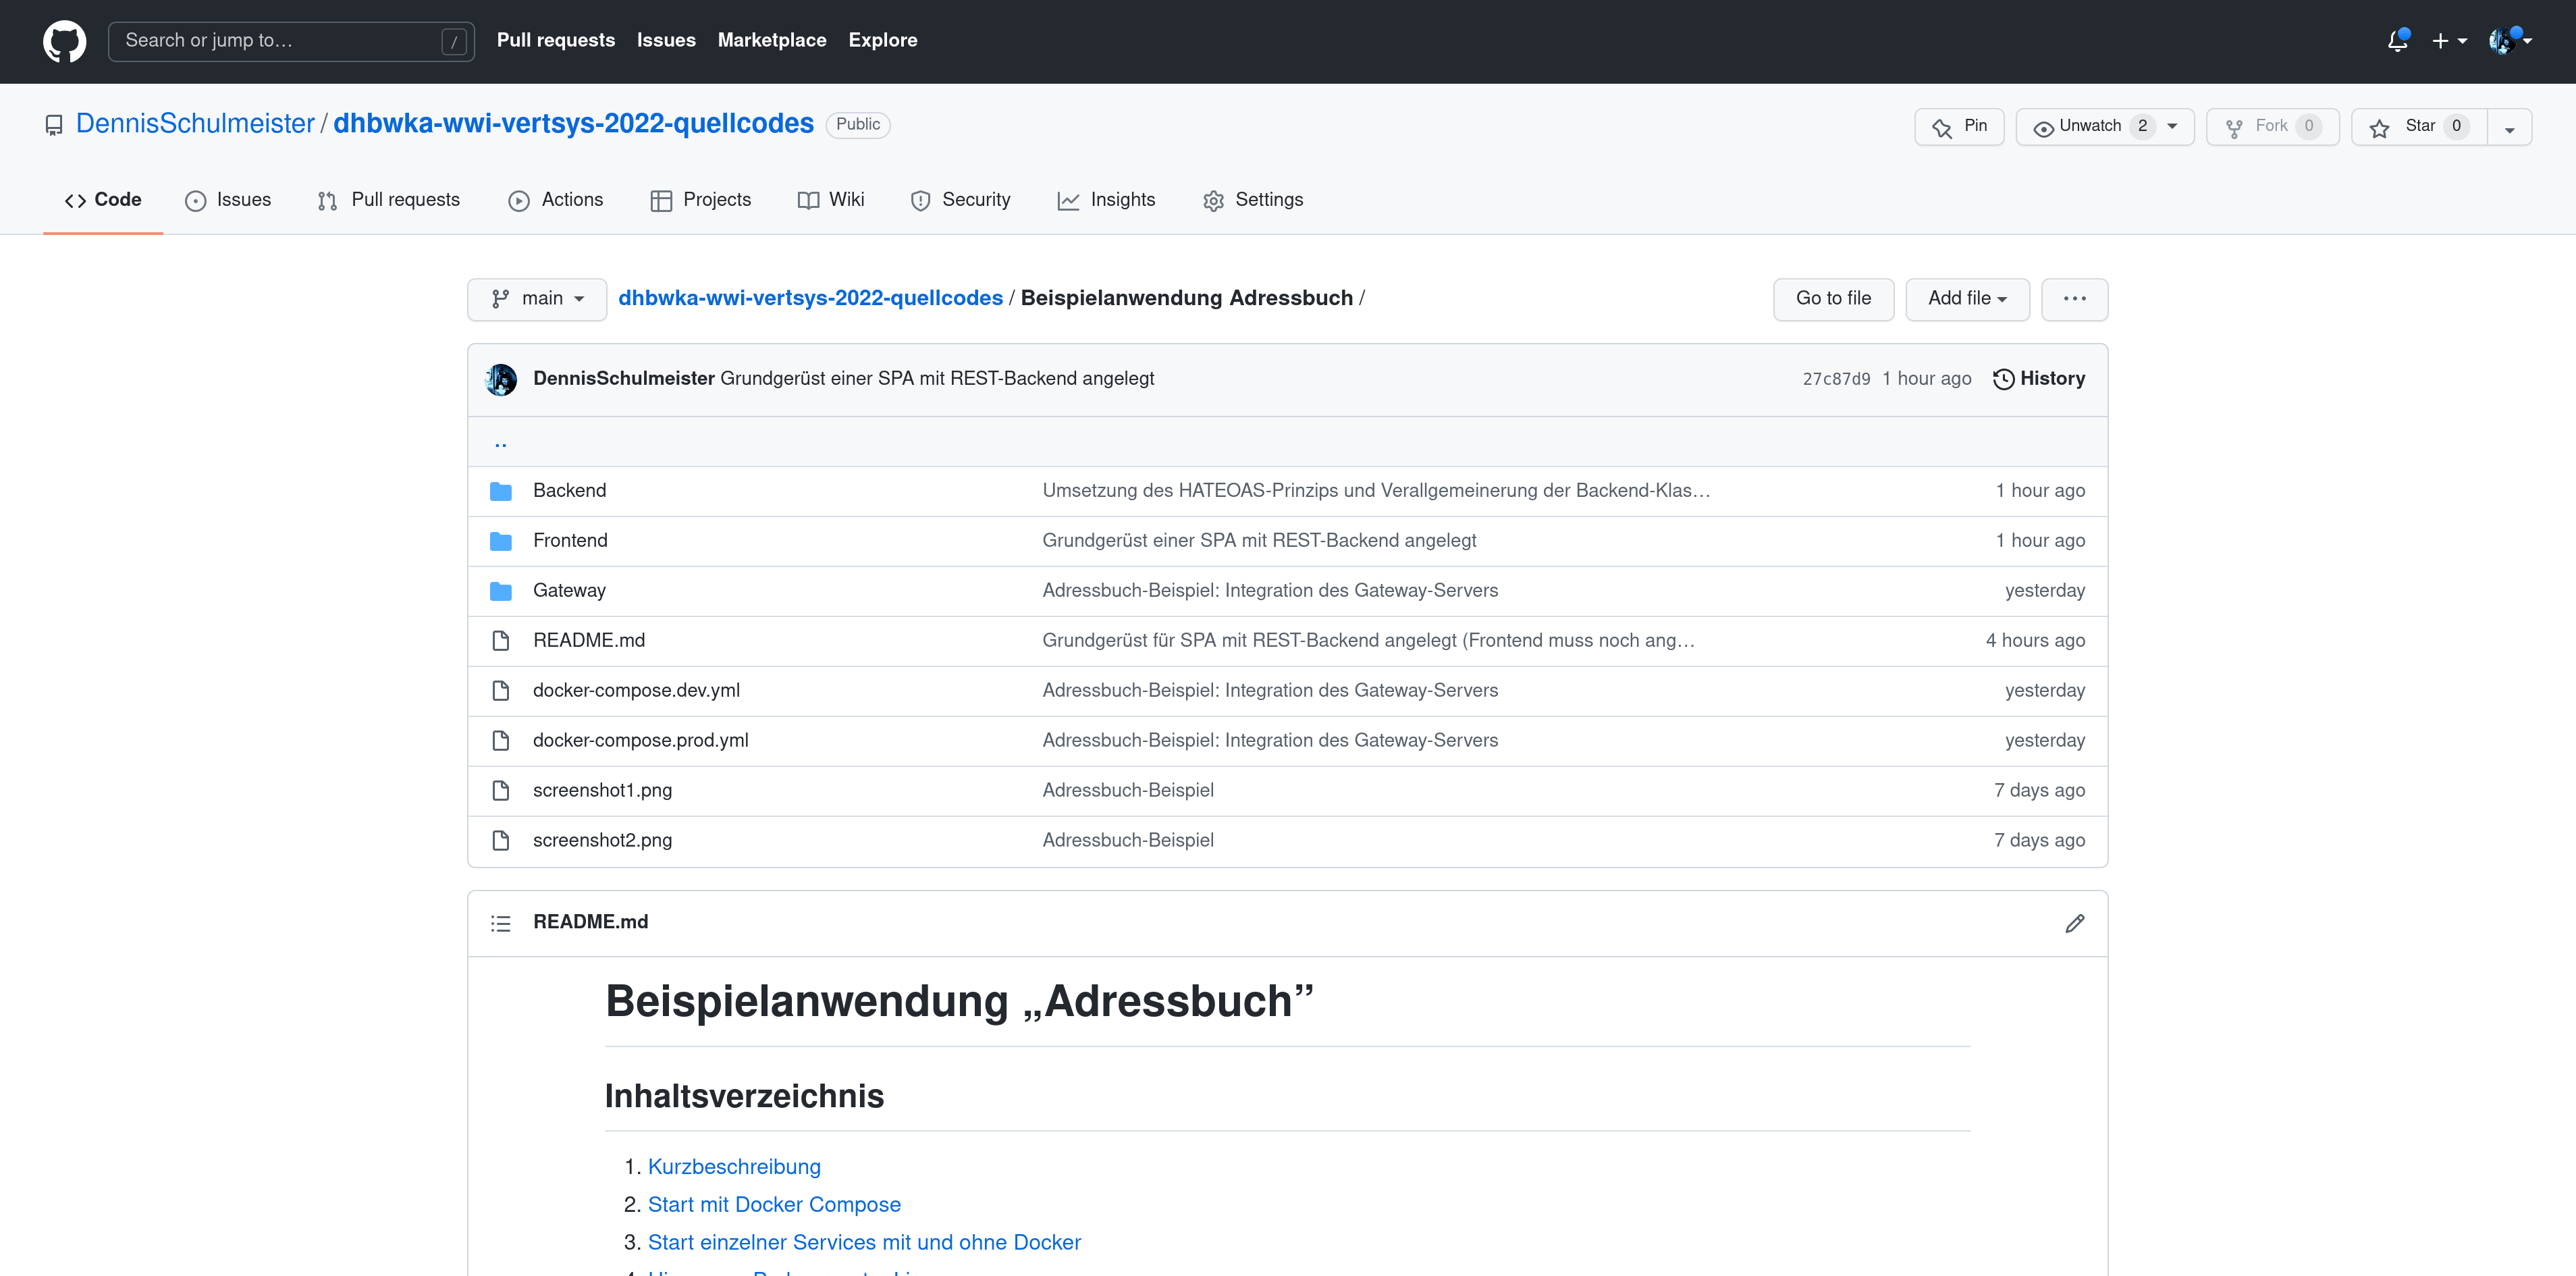 Search or jump to… / Pull requests Issues Marketplace Explore
DennisSchulmeister / dhbwka-wwi-vertsys-2022-quellcodes Public Pin Unwatch 2 Fork 0 Star 0
Code Issues Pull requests Actions Projects Wiki Security Insights Settings
main dhbwka-wwi-vertsys-2022-quellcodes / Beispielanwendung Adressbuch / Go to file Add file ...
DennisSchulmeister Grundgerüst einer SPA mit REST-Backend angelegt 27c87d9 1 hour ago History
..
Backend Umsetzung des HATEOAS-Prinzips und Verallgemeinerung der Backend-Klas… 1 hour ago
Frontend Grundgerüst einer SPA mit REST-Backend angelegt 1 hour ago
Gateway Adressbuch-Beispiel: Integration des Gateway-Servers yesterday
README.md Grundgerüst für SPA mit REST-Backend angelegt (Frontend muss noch ang… 4 hours ago
docker-compose.dev.yml Adressbuch-Beispiel: Integration des Gateway-Servers yesterday
docker-compose.prod.yml Adressbuch-Beispiel: Integration des Gateway-Servers yesterday
screenshot1.png Adressbuch-Beispiel 7 days ago
screenshot2.png Adressbuch-Beispiel 7 days ago
README.md
Beispielanwendung „Adressbuch”
Inhaltsverzeichnis
1. Kurzbeschreibung
2. Start mit Docker Compose
3. Start einzelner Services mit und ohne Docker